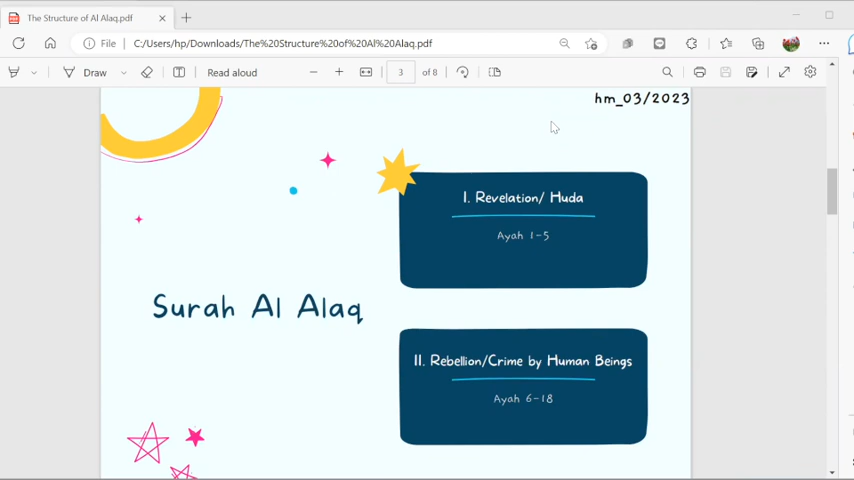 The Structure of Al Alaq.pdf
File
C:/Users/hp/Downloads/The%20Structure%20of%20Al%20Alaq.pdf
Draw
Read aloud
3
of 8
hm_03/2023
I. Revelation/ Huda
Ayah 1-5
Surah Al Alaq
II. Rebellion/Crime by Human Beings
Ayah 6-18